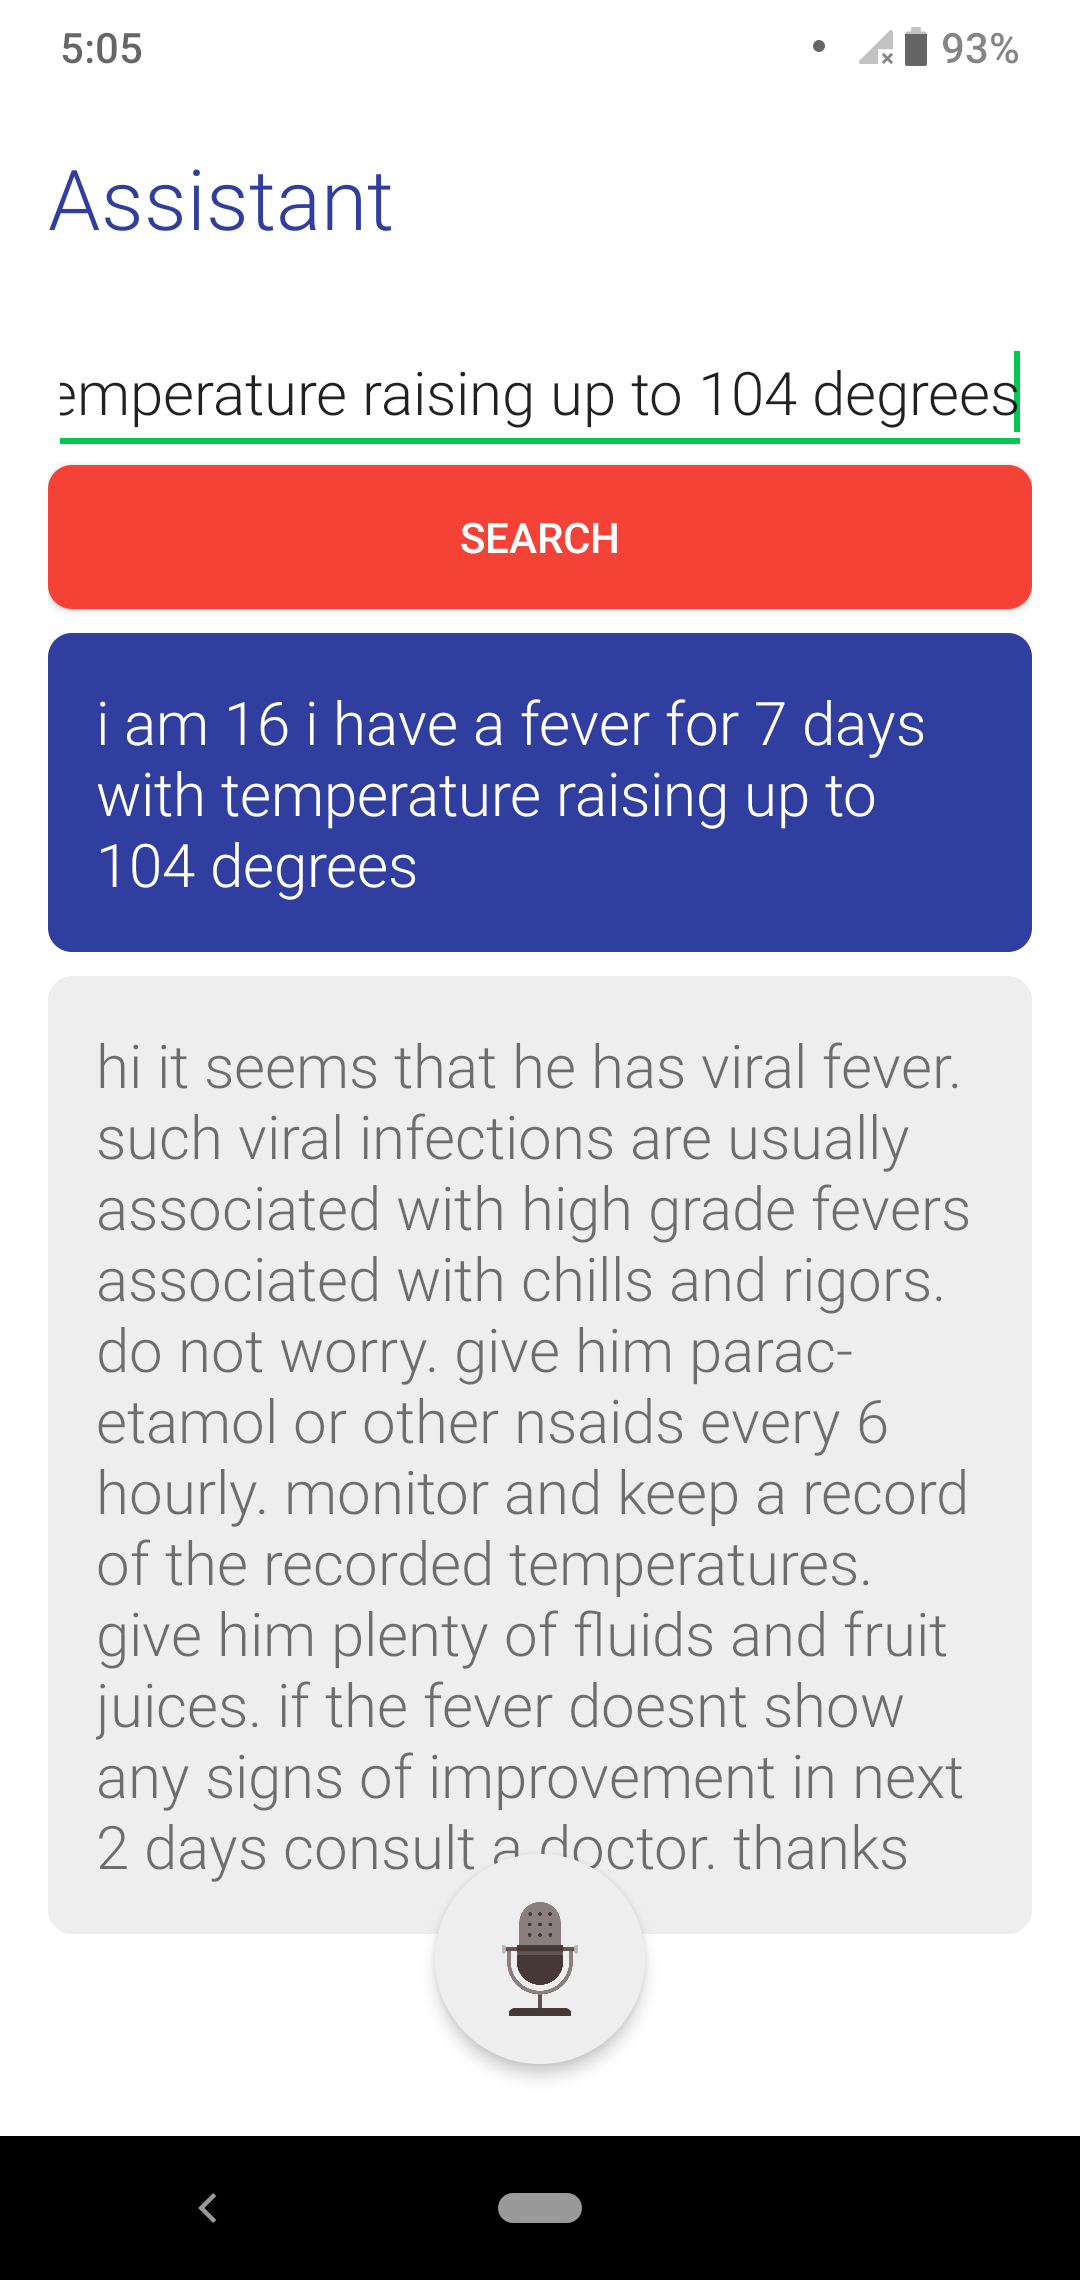 5:05
93%
Assistant
emperature raising up to 104 degrees
SEARCH
i am 16 i have a fever for 7 days
with temperature raising up to
104 degrees
hi it seems that he has viral fever.
such viral infections are usually
associated with high grade fevers
associated with chills and rigors.
do not worry. give him parac-
etamol or other nsaids every 6
hourly. monitor and keep a record
of the recorded temperatures.
give him plenty of fluids and fruit
juices. if the fever doesnt show
any signs of improvement in next
2 days consult a doctor. thanks